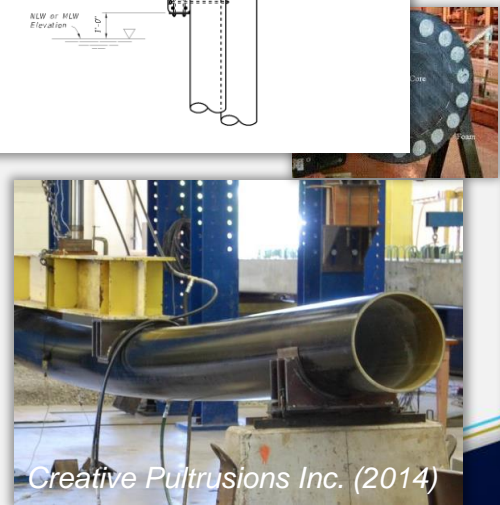 NLW or MLW
Elevation
1'-0"
Core
Foam
Creative Pultrusions Inc. (2014)